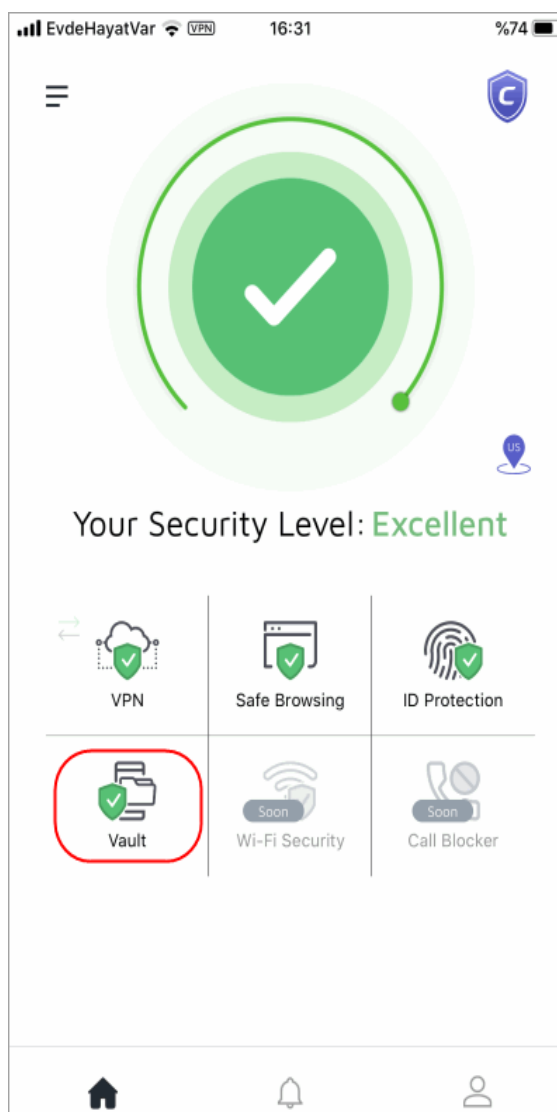 EvdeHayatVar VPN 16:31 %74
C
US
Your Security Level: Excellent
VPN Safe Browsing ID Protection
Soon Soon
Vault Wi-Fi Security Call Blocker